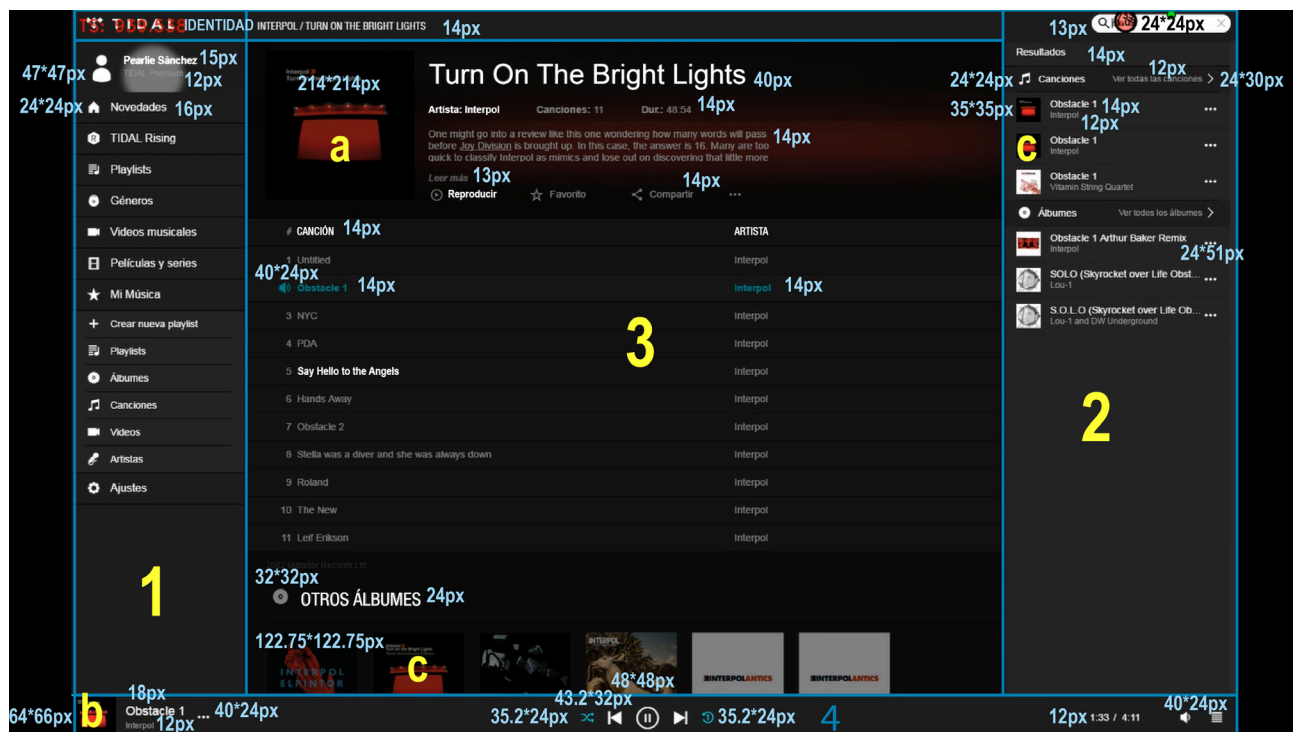 TIDAL IDENTIDAD INTERPOL / TURN ON THE BRIGHT LIGHTS 14px
13px 24*24px
47*47px Pearlie Sánchez 15px
TIDAL Premium 12px
24*24px Novedades 16px
TIDAL Rising
Playlists
Géneros
Videos musicales
Películas y series
Mi Música
Crear nueva playlist
Playlists
Álbumes
Canciones
Videos
Artistas
Ajustes
1
214*214px
a
Turn On The Bright Lights 40px
Artista: Interpol Canciones: 11 Dur.: 48:54 14px
One might go into a review like this one wondering how many words will pass 14px
before Joy Division is brought up. In this case, the answer is 16. Many are too
quick to classify Interpol as mimics and lose out on discovering that little more
Leer más 13px 14px
Reproducir Favorito Compartir
# CANCIÓN 14px ARTISTA
1 Untitled Interpol
40*24px
Obstacle 1 14px Interpol 14px
3 NYC Interpol
3
4 PDA Interpol
5 Say Hello to the Angels Interpol
6 Hands Away Interpol
7 Obstacle 2 Interpol
8 Stella was a diver and she was always down Interpol
9 Roland Interpol
10 The New Interpol
11 Leif Erikson Interpol
2002 Matador Records Ltd
32*32px
OTROS ÁLBUMES 24px
122.75*122.75px
INTERPOL
EL PINTOR
c
INTERPOL
INTERPOLANTICS
INTERPOLANTICS
Resultados 14px
12px
24*24px Canciones Ver todas las canciones 24*30px
35*35px Obstacle 1 14px
Interpol 12px
c Obstacle 1
Interpol
Obstacle 1
Vitamin String Quartet
Álbumes Ver todos los álbumes
Obstacle 1 Arthur Baker Remix
Interpol 24*51px
SOLO (Skyrocket over Life Obst...
Lou-1
S.O.L.O (Skyrocket over Life Ob...
Lou-1 and DW Underground
2
64*66px b 18px
Obstacle 1 ... 40*24px
Interpol 12px
48*48px
43.2*32px
35.2*24px 35.2*24px 4
40*24px
12px 1:33 / 4:11